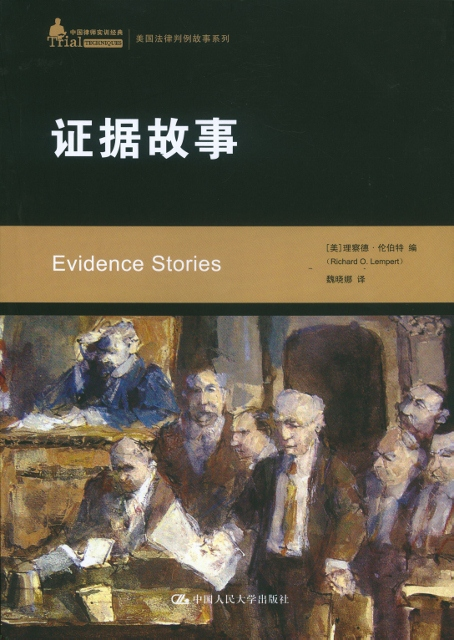 中国律师实训经典
Trial TECHNIQUES
美国法律判例故事系列
证据故事
Evidence Stories
[美]理察德·伦伯特 编
(Richard O. Lempert)
魏晓娜 译
中国人民大学出版社